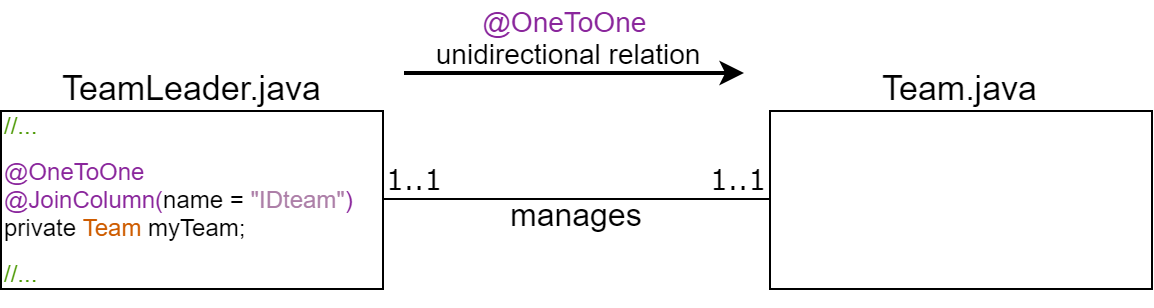 @OneToOne
unidirectional relation
TeamLeader.java
Team.java
//...
@OneToOne
@JoinColumn(name = "IDteam")
private Team myTeam;
//...
1..1
1..1
manages